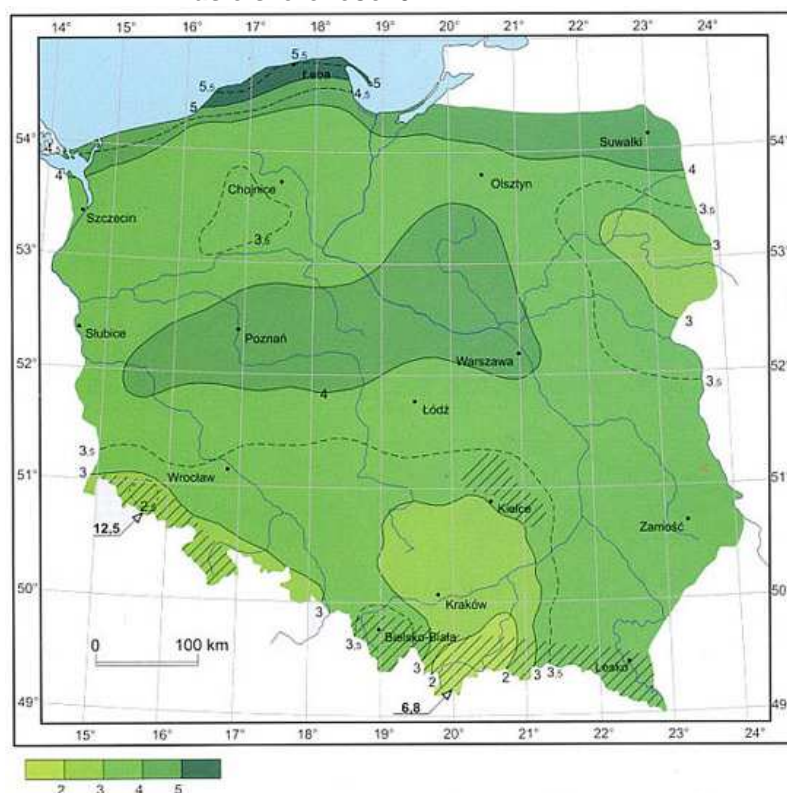 14° 15° 16° 17° 18° 19° 20° 21° 22° 23° 24°
5,5
5,5
Łeba
5
5
4,5
54°
54°
4,5
4
Suwałki
4
Chojnice
Olsztyn
3,5
Szczecin
3,5
3
53°
53°
3
Słubice
Poznań
Warszawa
52°
52°
3,5
4
Łódź
3,5
51°
51°
3
Wrocław
Kielce
2,5
12,5
Zamość
50°
50°
Kraków
3
0 100 km
Bielsko-Biała
3,5
Lesko
3
2
2
3
3,5
49°
49°
6,8
15° 16° 17° 18° 19° 20° 21° 22° 23° 24°
2 3 4 5